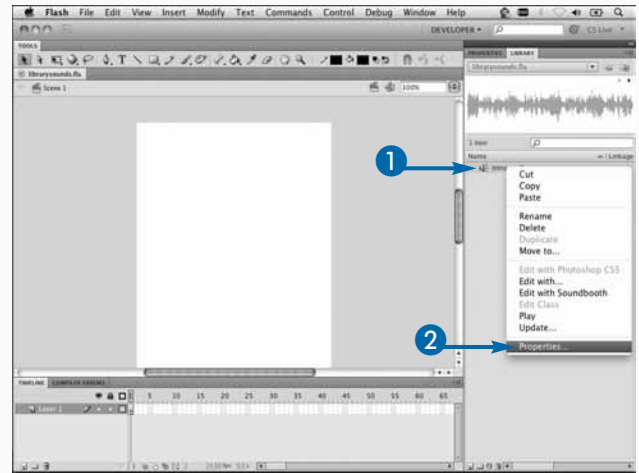 Flash File Edit View Insert Modify Text Commands Control Debug Window Help
DEVELOPER
CS Live
TOOLS
PROPERTIES LIBRARY
librarysounds.fla
librarysounds.fla
Scene 1
100%
1 item
Name Linkage
1
Cut
Copy
Paste
Rename
Delete
Duplicate
Move to...
Edit with Photoshop CS5
Edit with...
Edit with Soundbooth
Edit Class
Play
Update...
2
Properties...
TIMELINE COMPILER ERRORS
1 5 10 15 20 25 30 35 40 45 50 55 60 65
Layer 1